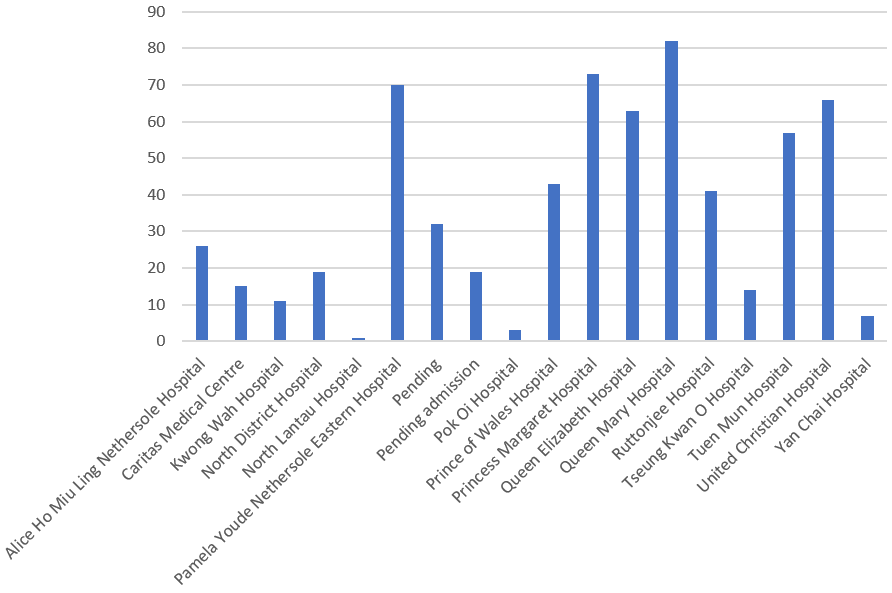 90
80
70
60
50
40
30
20
10
0
Alice Ho Miu Ling Nethersole Hospital
Caritas Medical Centre
Kwong Wah Hospital
North District Hospital
North Lantau Hospital
Pamela Youde Nethersole Eastern Hospital
Pending
Pending admission
Pok Oi Hospital
Prince of Wales Hospital
Princess Margaret Hospital
Queen Elizabeth Hospital
Queen Mary Hospital
Ruttonjee Hospital
Tseung Kwan O Hospital
Tuen Mun Hospital
United Christian Hospital
Yan Chai Hospital